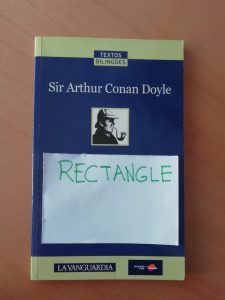 TEXTOS
BILINGÜES
Sir Arthur Conan Doyle
RECTANGLE
LA VANGUARDIA